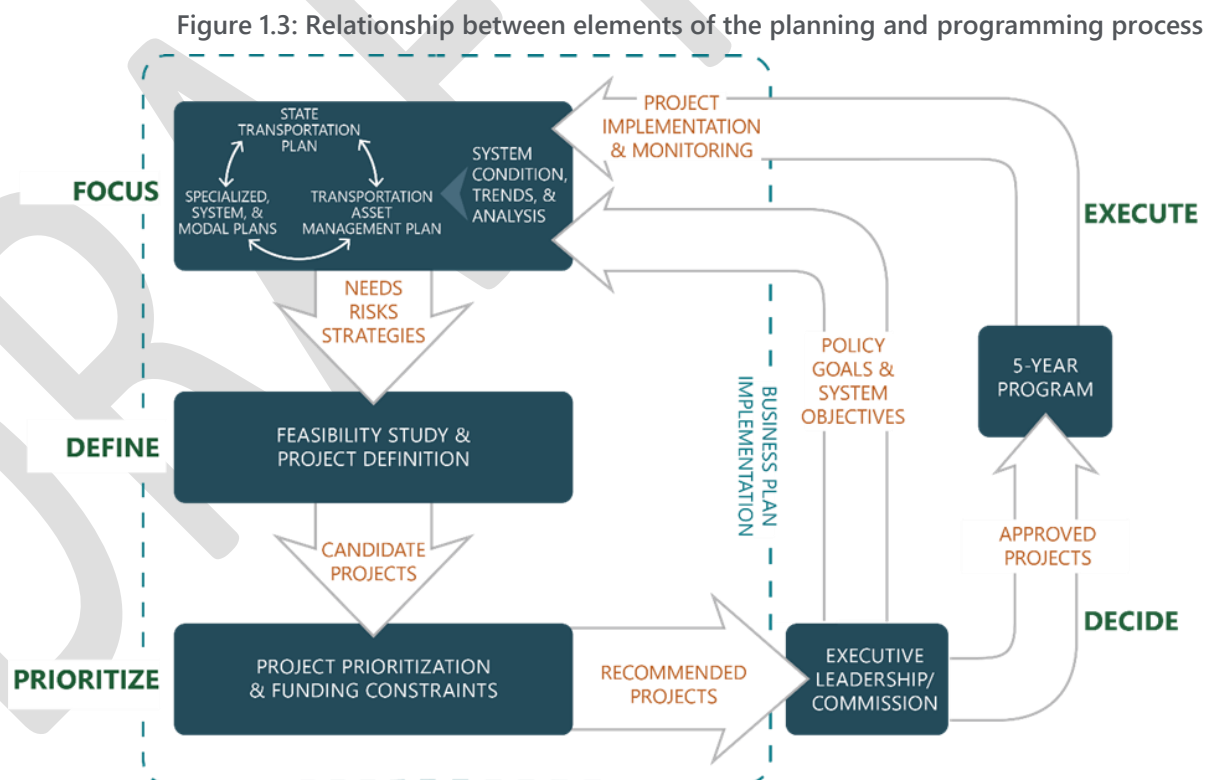 Figure 1.3: Relationship between elements of the planning and programming process
STATE
TRANSPORTATION
PLAN
SPECIALIZED,
SYSTEM, &
MODAL PLANS
TRANSPORTATION
ASSET
MANAGEMENT PLAN
SYSTEM
CONDITION,
TRENDS, &
ANALYSIS
PROJECT
IMPLEMENTATION
& MONITORING
FOCUS
EXECUTE
NEEDS
RISKS
STRATEGIES
POLICY
GOALS &
SYSTEM
OBJECTIVES
5-YEAR
PROGRAM
BUSINESS PLAN
IMPLEMENTATION
DEFINE
FEASIBILITY STUDY &
PROJECT DEFINITION
CANDIDATE
PROJECTS
APPROVED
PROJECTS
DECIDE
PRIORITIZE
PROJECT PRIORITIZATION
& FUNDING CONSTRAINTS
RECOMMENDED
PROJECTS
EXECUTIVE
LEADERSHIP/
COMMISSION